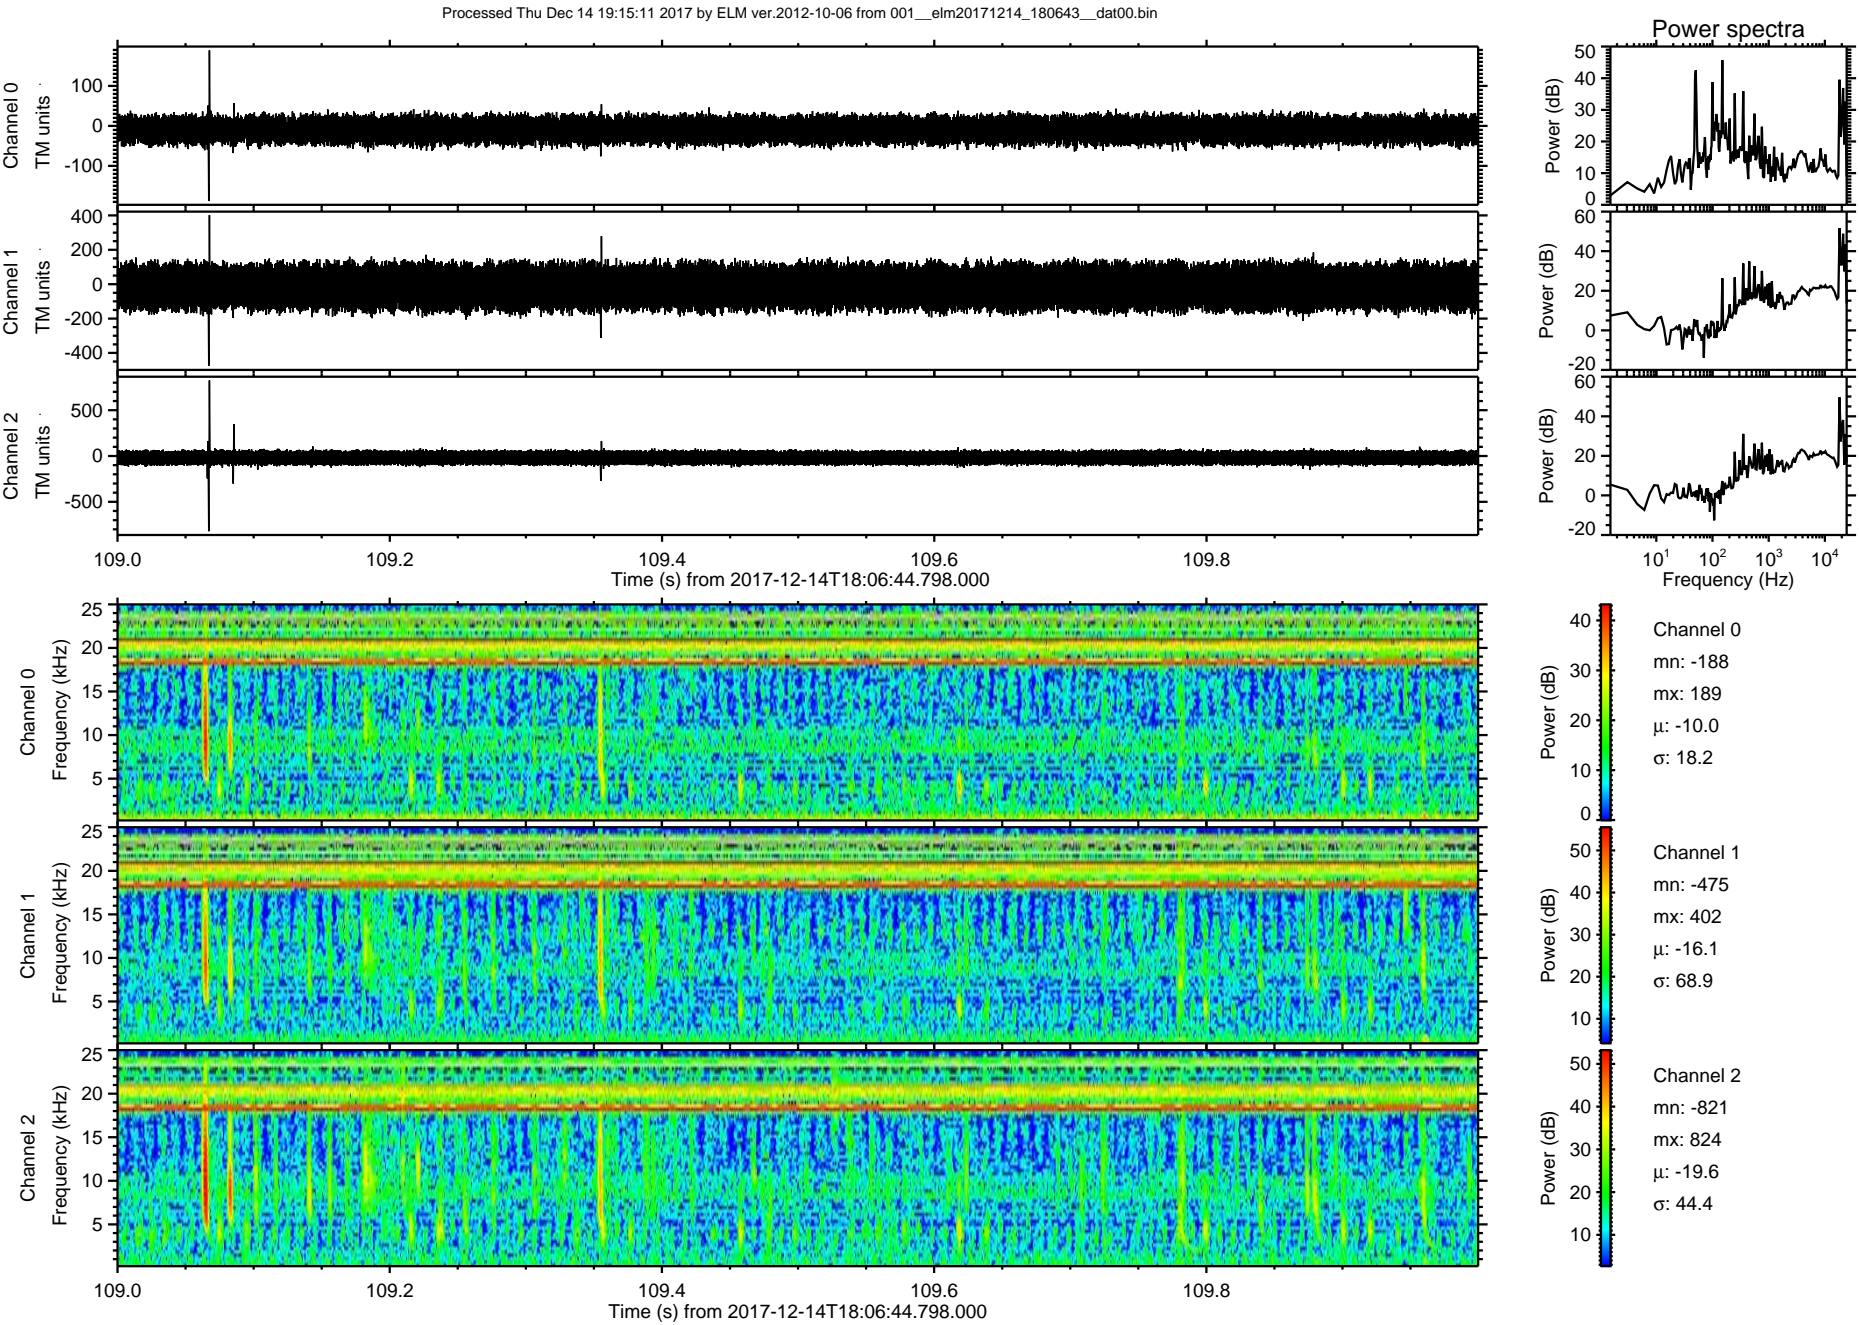 Processed Thu Dec 14 19:15:11 2017 by ELM ver.2012-10-06 from 001__elm20171214_180643__dat00.bin
Power spectra
Channel 0
TM units
100
0
-100
Power (dB)
50
40
30
20
10
0
Channel 1
TM units
400
200
0
-200
-400
Power (dB)
60
40
20
0
-20
Channel 2
TM units
500
0
-500
Power (dB)
60
40
20
0
-20
109.0 109.2 109.4 109.6 109.8
Time (s) from 2017-12-14T18:06:44.798.000
10¹ 10² 10³ 10⁴
Frequency (Hz)
Channel 0
Frequency (kHz)
25
20
15
10
5
Power (dB)
40
30
20
10
0
Channel 0
mn: -188
mx: 189
µ: -10.0
σ: 18.2
Channel 1
Frequency (kHz)
25
20
15
10
5
Power (dB)
50
40
30
20
10
Channel 1
mn: -475
mx: 402
µ: -16.1
σ: 68.9
Channel 2
Frequency (kHz)
25
20
15
10
5
Power (dB)
50
40
30
20
10
Channel 2
mn: -821
mx: 824
µ: -19.6
σ: 44.4
109.0 109.2 109.4 109.6 109.8
Time (s) from 2017-12-14T18:06:44.798.000